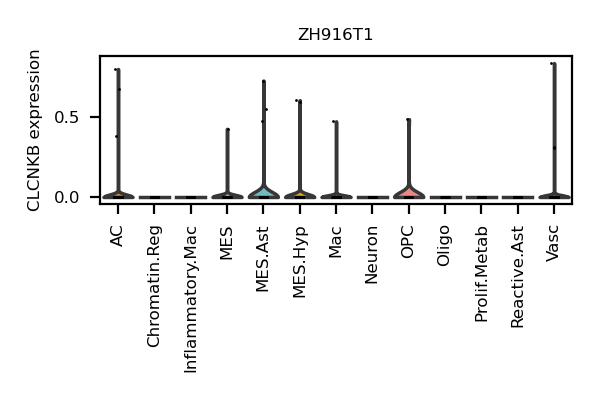 ZH916T1
CLCNKB expression
0.5
0.0
AC
Chromatin.Reg
Inflammatory.Mac
MES
MES.Ast
MES.Hyp
Mac
Neuron
OPC
Oligo
Prolif.Metab
Reactive.Ast
Vasc